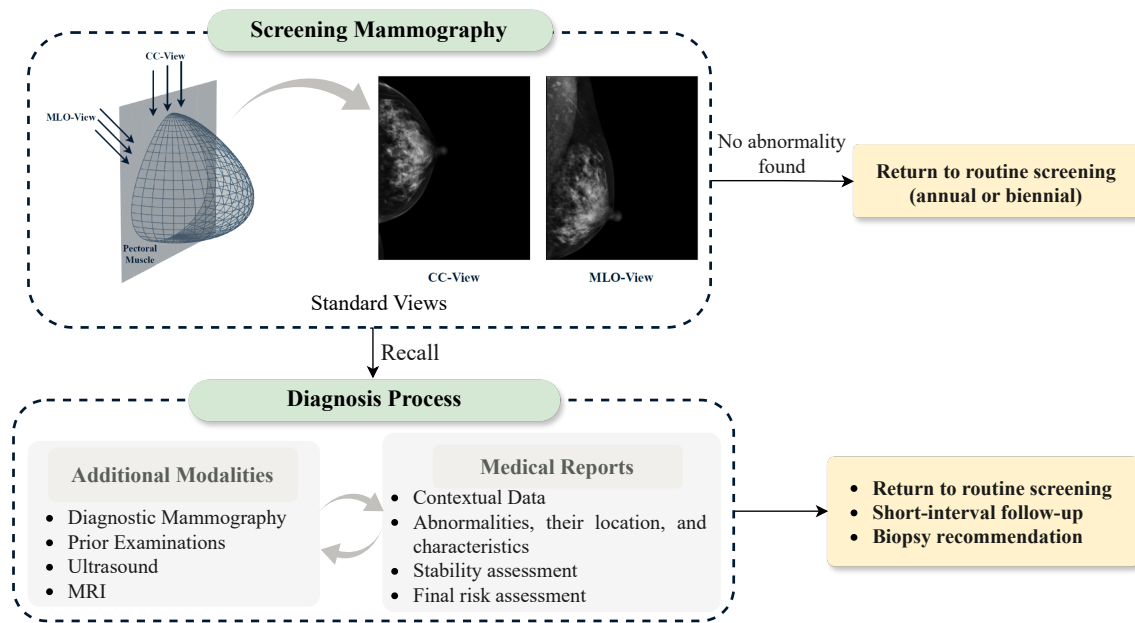 Screening Mammography
CC-View
MLO-View
Pectoral
Muscle
CC-View
MLO-View
Standard Views
No abnormality
found
Return to routine screening
(annual or biennial)
Recall
Diagnosis Process
Additional Modalities
• Diagnostic Mammography
• Prior Examinations
• Ultrasound
• MRI
Medical Reports
• Contextual Data
• Abnormalities, their location, and
characteristics
• Stability assessment
• Final risk assessment
• Return to routine screening
• Short-interval follow-up
• Biopsy recommendation